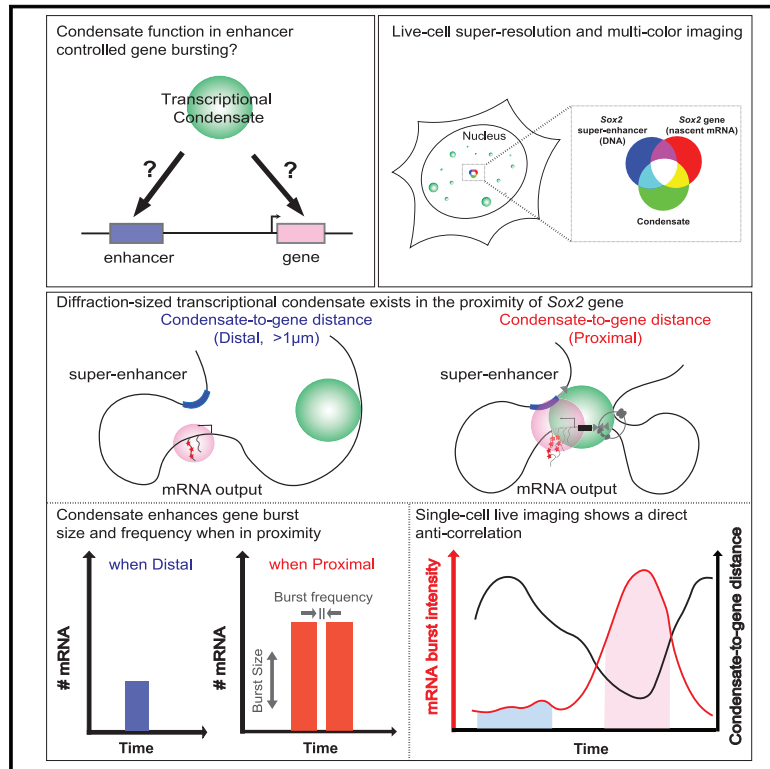 Condensate function in enhancer
controlled gene bursting?
Transcriptional
Condensate
?
?
enhancer
gene
Live-cell super-resolution and multi-color imaging
Nucleus
Sox2
super-enhancer
(DNA)
Sox2 gene
(nascent mRNA)
Condensate
Diffraction-sized transcriptional condensate exists in the proximity of Sox2 gene
Condensate-to-gene distance
(Distal, >1μm)
super-enhancer
mRNA output
Condensate-to-gene distance
(Proximal)
super-enhancer
mRNA output
Condensate enhances gene burst
size and frequency when in proximity
when Distal
# mRNA
Time
when Proximal
# mRNA
Burst frequency
Burst Size
Time
Single-cell live imaging shows a direct
anti-correlation
mRNA burst intensity
Condensate-to-gene distance
Time